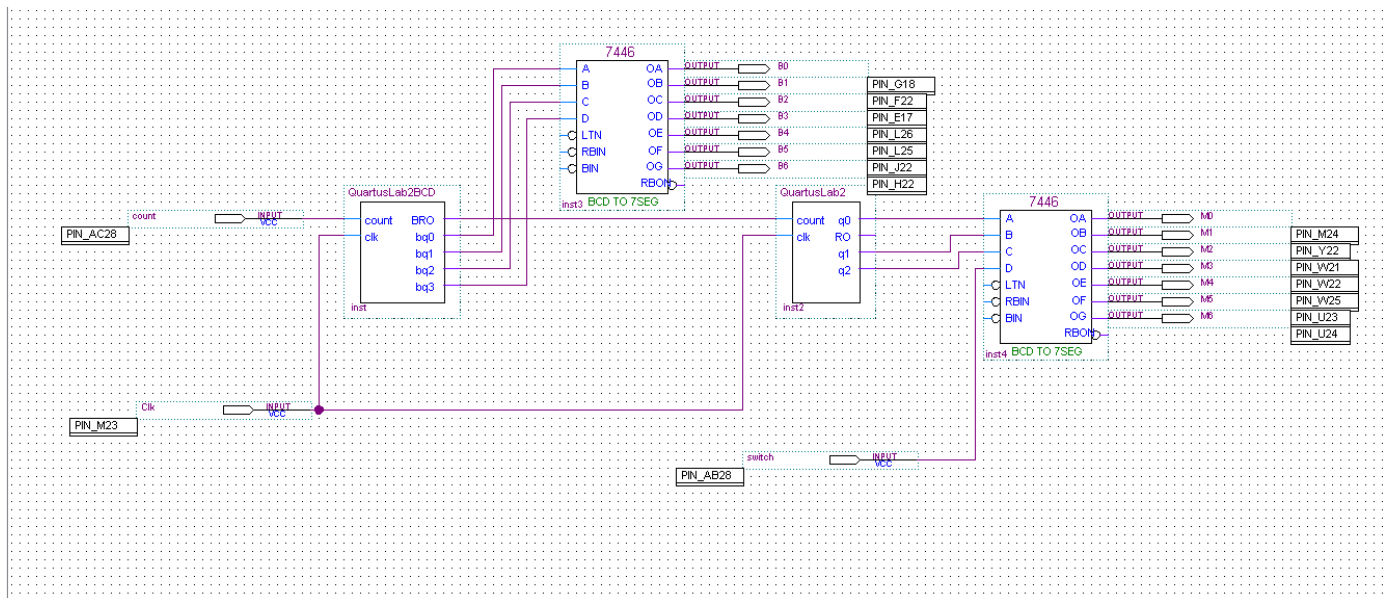 7446
A OA OUTPUT B0
B OB OUTPUT B1 PIN_G18
C OC OUTPUT B2 PIN_F22
D OD OUTPUT B3 PIN_E17
LTN OE OUTPUT B4 PIN_L26
RBIN OF OUTPUT B5 PIN_L25
BIN OG OUTPUT B6 PIN_J22
RBON PIN_H22
inst3 BCD TO 7SEG
QuartusLab2BCD
count INPUT VCC
PIN_AC28
count BRO
clk bq0
bq1
bq2
bq3
inst
QuartusLab2
count q0
clk RO
q1
q2
inst2
7446
A OA OUTPUT M0
B OB OUTPUT M1 PIN_M24
C OC OUTPUT M2 PIN_Y22
D OD OUTPUT M3 PIN_W21
LTN OE OUTPUT M4 PIN_W22
RBIN OF OUTPUT M5 PIN_W25
BIN OG OUTPUT M6 PIN_U23
RBON PIN_U24
inst4 BCD TO 7SEG
Clk INPUT VCC
PIN_M23
switch INPUT VCC
PIN_AB28